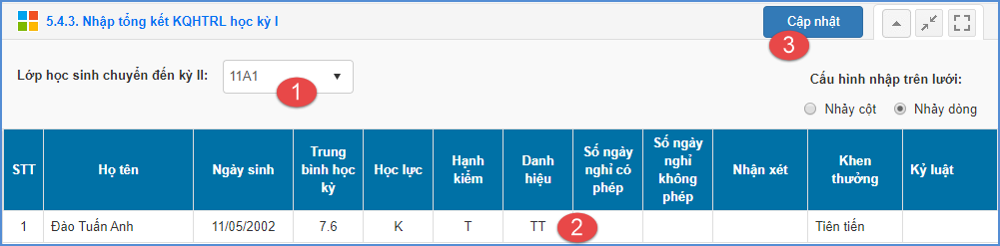 5.4.3. Nhập tổng kết KQHTRL học kỳ I
Cập nhật
3
Lớp học sinh chuyển đến kỳ II:
11A1
1
Cấu hình nhập trên lưới:
Nhảy cột
Nhảy dòng
STT
Họ tên
Ngày sinh
Trung
bình học
kỳ
Học lực
Hạnh
kiểm
Danh
hiệu
Số ngày
nghỉ có
phép
Số ngày
nghỉ
không
phép
Nhận xét
Khen
thưởng
Kỷ luật
1
Đào Tuấn Anh
11/05/2002
7.6
K
T
TT
2
Tiên tiến